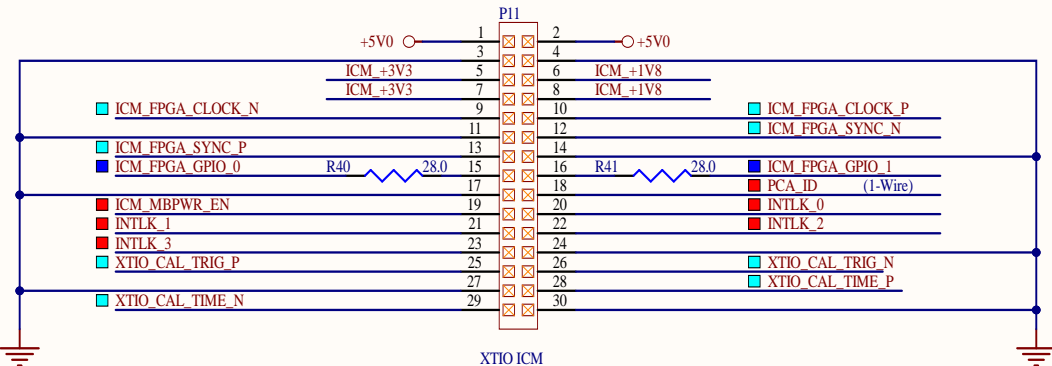 P11
+5V0 1 2 +5V0
3 4
ICM_+3V3 5 6 ICM_+1V8
ICM_+3V3 7 8 ICM_+1V8
ICM_FPGA_CLOCK_N 9 10 ICM_FPGA_CLOCK_P
11 12 ICM_FPGA_SYNC_N
ICM_FPGA_SYNC_P 13 14
ICM_FPGA_GPIO_0 R40 28.0 15 16 R41 28.0 ICM_FPGA_GPIO_1
17 18 PCA_ID (1-Wire)
ICM_MBPWR_EN 19 20 INTLK_0
INTLK_1 21 22 INTLK_2
INTLK_3 23 24
XTIO_CAL_TRIG_P 25 26 XTIO_CAL_TRIG_N
27 28 XTIO_CAL_TIME_P
XTIO_CAL_TIME_N 29 30
XTIO ICM